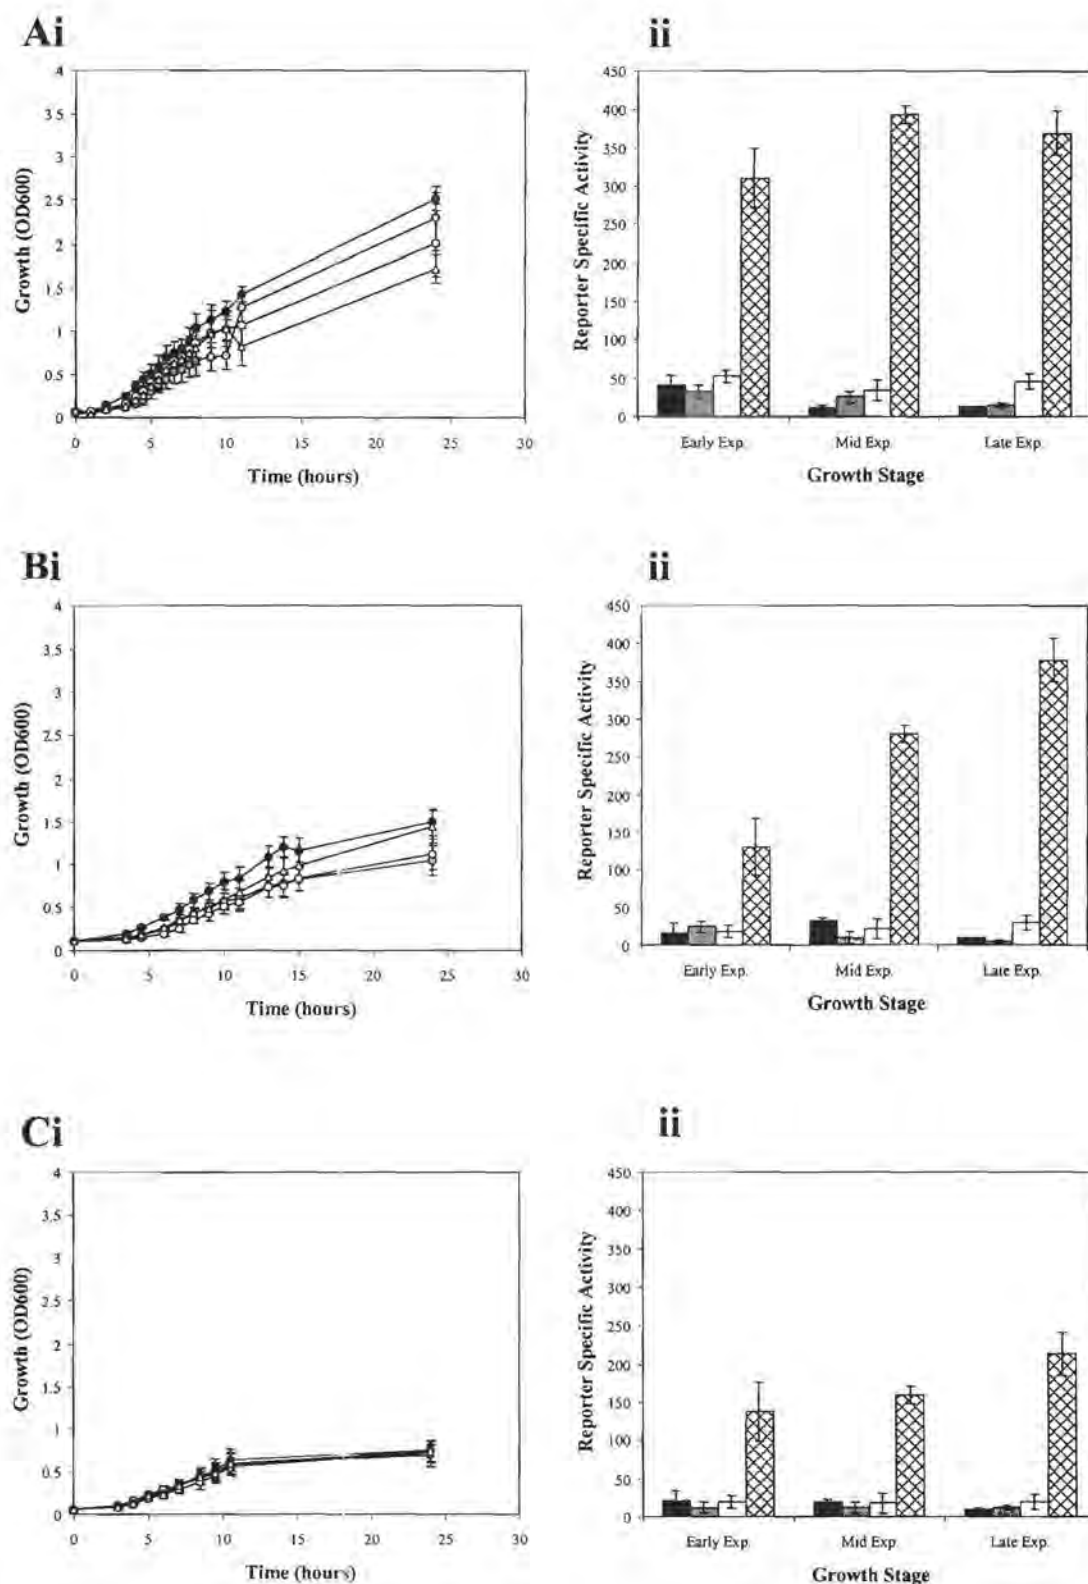 Ai
ii
4
3.5
3
2.5
2
1.5
1
0.5
0
Growth (OD600)
0 5 10 15 20 25 30
Time (hours)
450
400
350
300
250
200
150
100
50
0
Reporter Specific Activity
Early Exp. Mid Exp. Late Exp.
Growth Stage
Bi
ii
4
3.5
3
2.5
2
1.5
1
0.5
0
Growth (OD600)
0 5 10 15 20 25 30
Time (hours)
450
400
350
300
250
200
150
100
50
0
Reporter Specific Activity
Early Exp. Mid Exp. Late Exp.
Growth Stage
Ci
ii
4
3.5
3
2.5
2
1.5
1
0.5
0
Growth (OD600)
0 5 10 15 20 25 30
Time (hours)
450
400
350
300
250
200
150
100
50
0
Reporter Specific Activity
Early Exp. Mid Exp. Late Exp.
Growth Stage